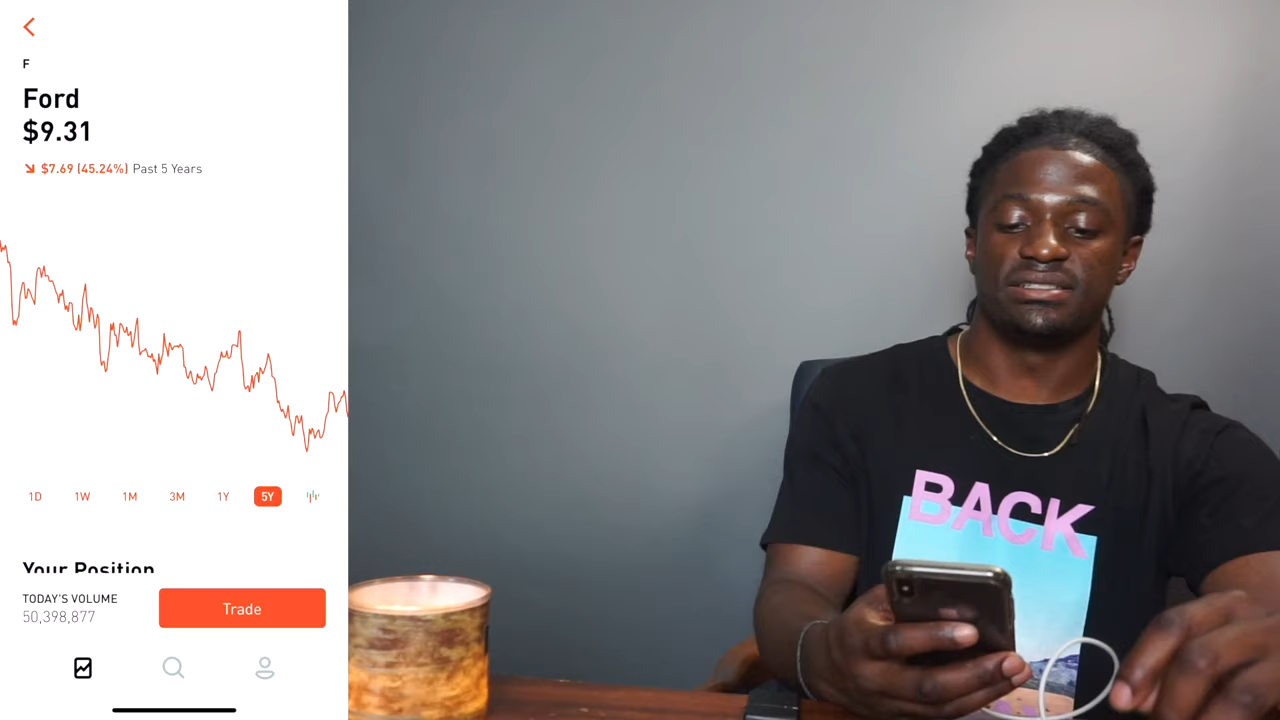 F
Ford
$9.31
$7.69 (45.24%) Past 5 Years
1D 1W 1M 3M 1Y 5Y
Your Position
TODAY'S VOLUME
50,398,877
Trade
BACK